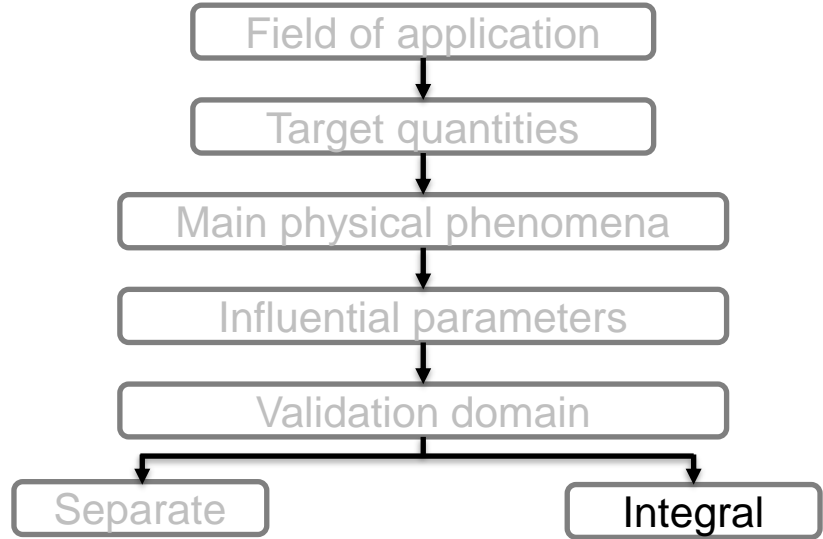 Field of application
Target quantities
Main physical phenomena
Influential parameters
Validation domain
Separate
Integral